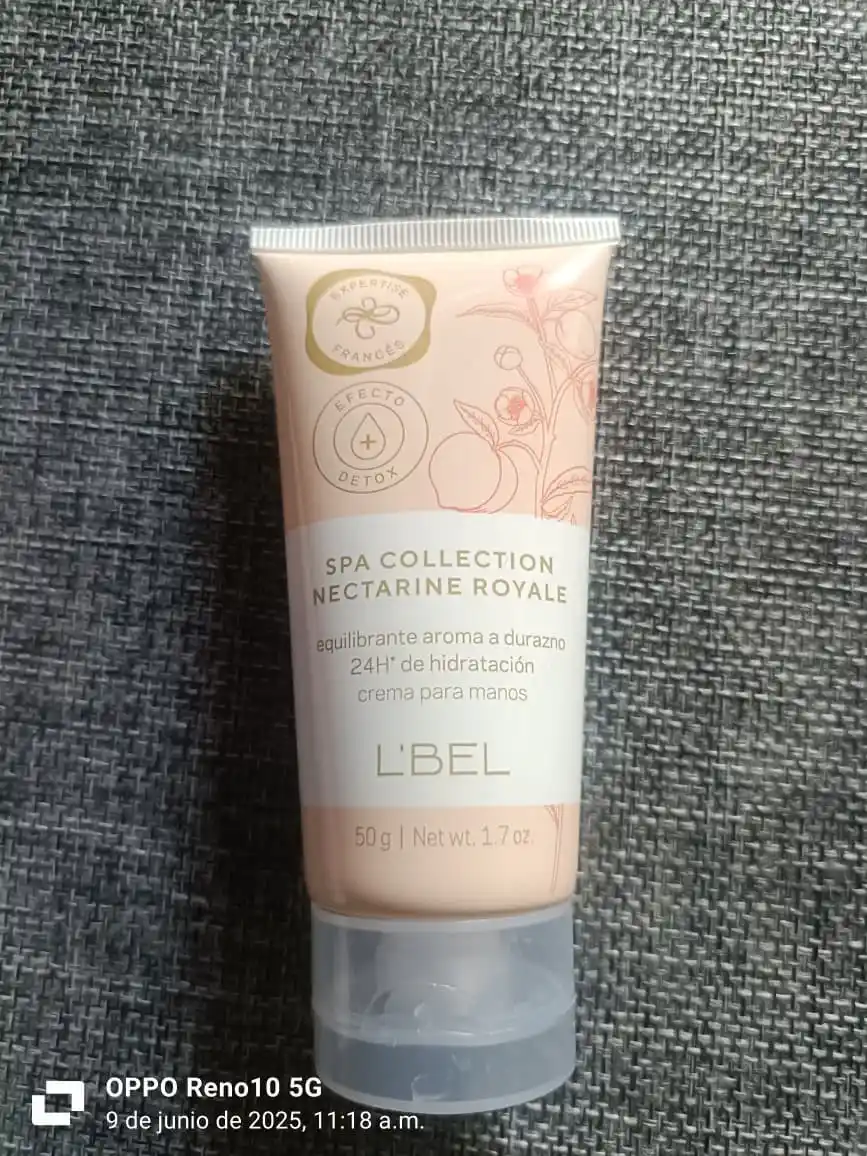 EXPERTISE
FRANCÉS
EFECTO
DETOX
SPA COLLECTION
NECTARINE ROYALE
equilibrante aroma a durazno
24H* de hidratación
crema para manos
L'BEL
50 g | Net wt. 1.7 oz.
OPPO Reno10 5G
9 de junio de 2025, 11:18 a.m.